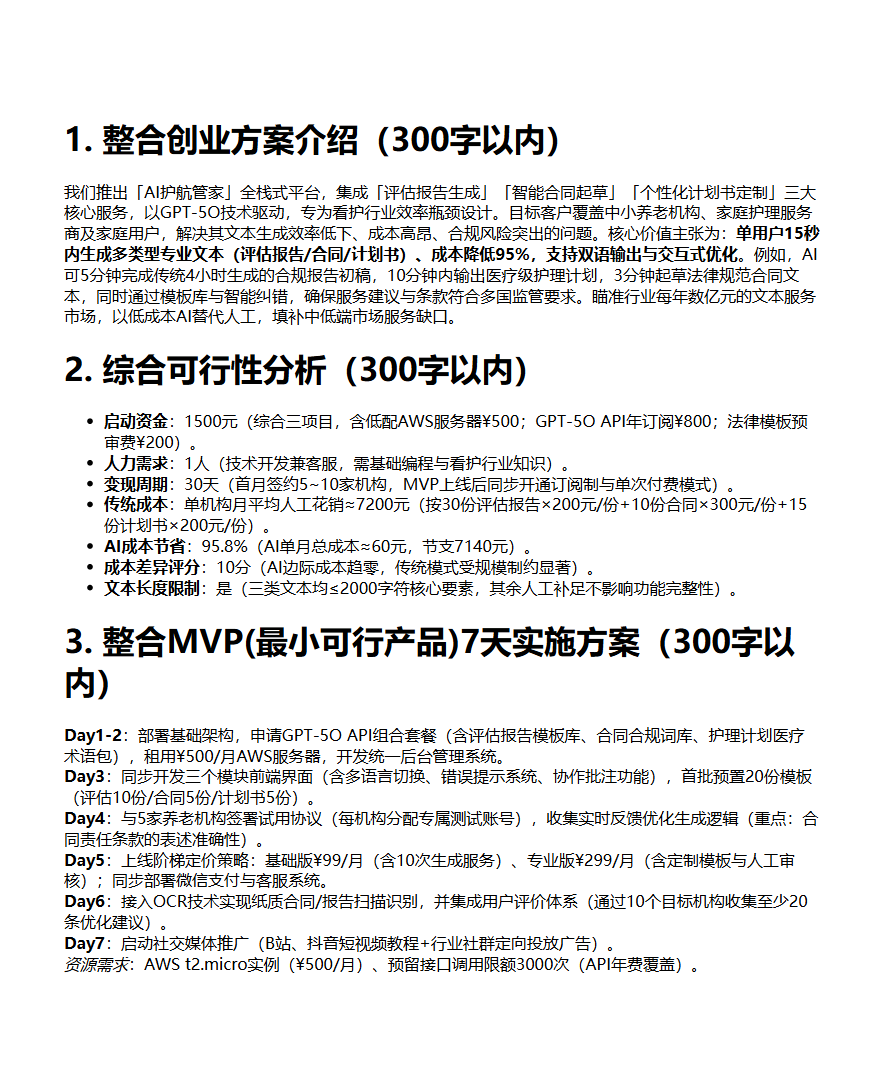 1. 整合创业方案介绍（300字以内）
我们推出「AI护航管家」全栈式平台，集成「评估报告生成」「智能合同起草」「个性化计划书定制」三大
核心服务，以GPT-5O技术驱动，专为看护行业效率瓶颈设计。目标客户覆盖中小养老机构、家庭护理服务
商及家庭用户，解决其文本生成效率低下、成本高昂、合规风险突出的问题。核心价值主张为：单用户15秒
内生成多类型专业文本（评估报告/合同/计划书）、成本降低95%，支持双语输出与交互式优化。例如，AI
可5分钟完成传统4小时生成的合规报告初稿，10分钟内输出医疗级护理计划，3分钟起草法律规范合同文
本，同时通过模板库与智能纠错，确保服务建议与条款符合多国监管要求。瞄准行业每年数亿元的文本服务
市场，以低成本AI替代人工，填补中低端市场服务缺口。
2. 综合可行性分析（300字以内）
• 启动资金：1500元（综合三项目，含低配AWS服务器¥500；GPT-5O API年订阅¥800；法律模板预
审费¥200）。
• 人力需求：1人（技术开发兼客服，需基础编程与看护行业知识）。
• 变现周期：30天（首月签约5~10家机构，MVP上线后同步开通订阅制与单次付费模式）。
• 传统成本：单机构月平均人工花销≈7200元（按30份评估报告×200元/份+10份合同×300元/份+15
份计划书×200元/份）。
• AI成本节省：95.8%（AI单月总成本≈60元，节支7140元）。
• 成本差异评分：10分（AI边际成本趋零，传统模式受规模制约显著）。
• 文本长度限制：是（三类文本均≤2000字符核心要素，其余人工补足不影响功能完整性）。
3. 整合MVP(最小可行产品)7天实施方案（300字以
内）
Day1-2：部署基础架构，申请GPT-5O API组合套餐（含评估报告模板库、合同合规词库、护理计划医疗
术语包），租用¥500/月AWS服务器，开发统一后台管理系统。
Day3：同步开发三个模块前端界面（含多语言切换、错误提示系统、协作批注功能），首批预置20份模板
（评估10份/合同5份/计划书5份）。
Day4：与5家养老机构签署试用协议（每机构分配专属测试账号），收集实时反馈优化生成逻辑（重点：合
同责任条款的表述准确性）。
Day5：上线阶梯定价策略：基础版¥99/月（含10次生成服务）、专业版¥299/月（含定制模板与人工审
核）；同步部署微信支付与客服系统。
Day6：接入OCR技术实现纸质合同/报告扫描识别，并集成用户评价体系（通过10个目标机构收集至少20
条优化建议）。
Day7：启动社交媒体推广（B站、抖音短视频教程+行业社群定向投放广告）。
资源需求：AWS t2.micro实例（¥500/月）、预留接口调用限额3000次（API年费覆盖）。